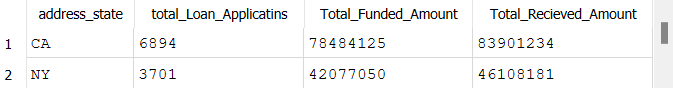 address_state total_Loan_Applicatins Total_Funded_Amount Total_Recieved_Amount
1 CA 6894 78484125 83901234
2 NY 3701 42077050 46108181